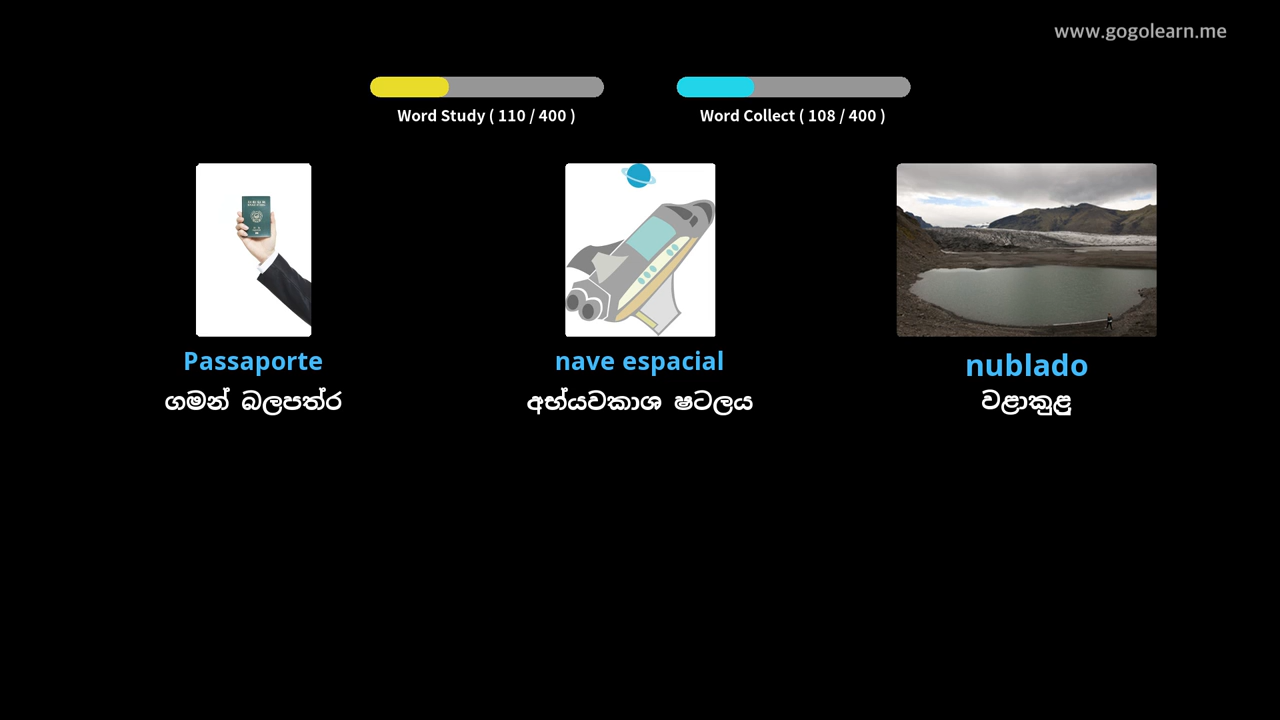 www.gogolearn.me
Word Study ( 110 / 400 )
Word Collect ( 108 / 400 )
Passaporte
ගමන් බලපත්ර
nave espacial
අභ්යවකාශ ෂටලය
nublado
වළාකුළු